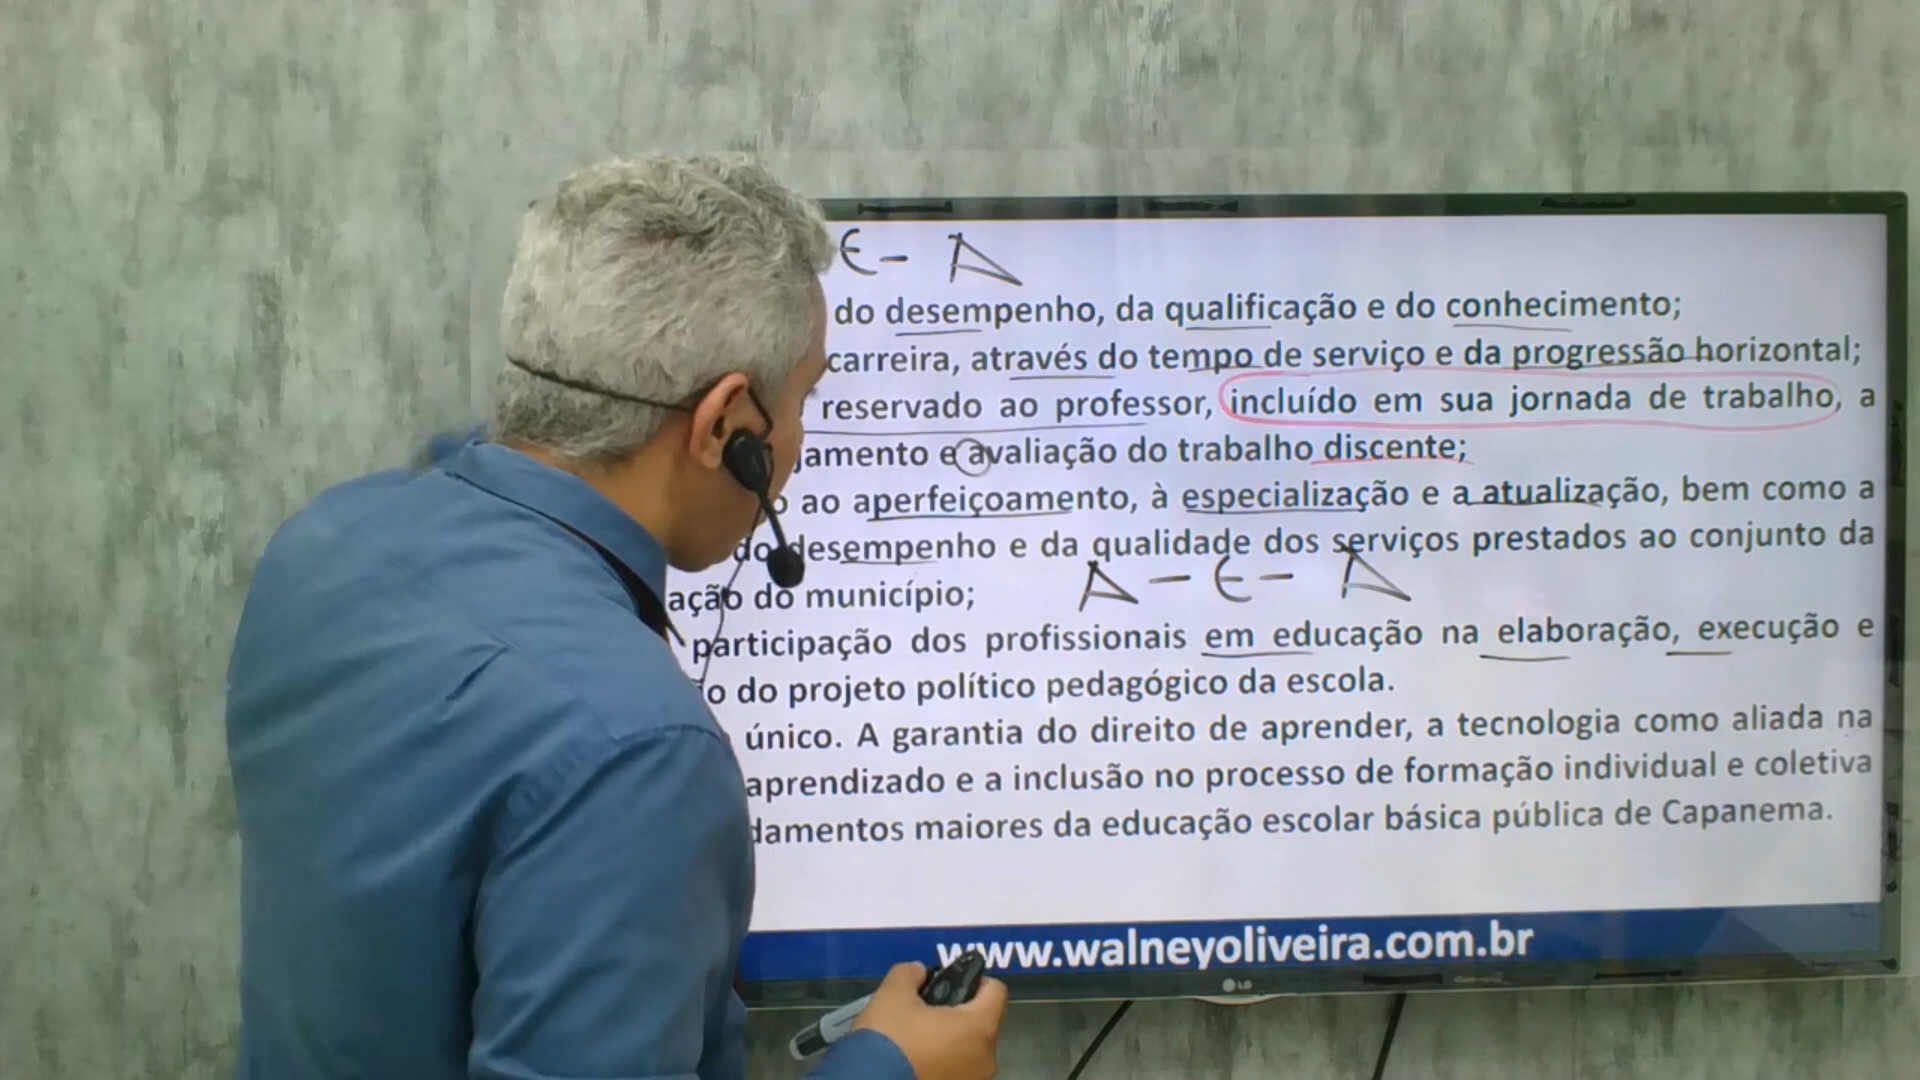 E - A
do desempenho, da qualificação e do conhecimento;
carreira, através do tempo de serviço e da progressão horizontal;
reservado ao professor, incluído em sua jornada de trabalho, a
jamento e avaliação do trabalho discente;
o ao aperfeiçoamento, à especialização e a atualização, bem como a
do desempenho e da qualidade dos serviços prestados ao conjunto da
ação do município;
A - E - A
participação dos profissionais em educação na elaboração, execução e
o do projeto político pedagógico da escola.
único. A garantia do direito de aprender, a tecnologia como aliada na
aprendizado e a inclusão no processo de formação individual e coletiva
damentos maiores da educação escolar básica pública de Capanema.
www.walneyoliveira.com.br
LG